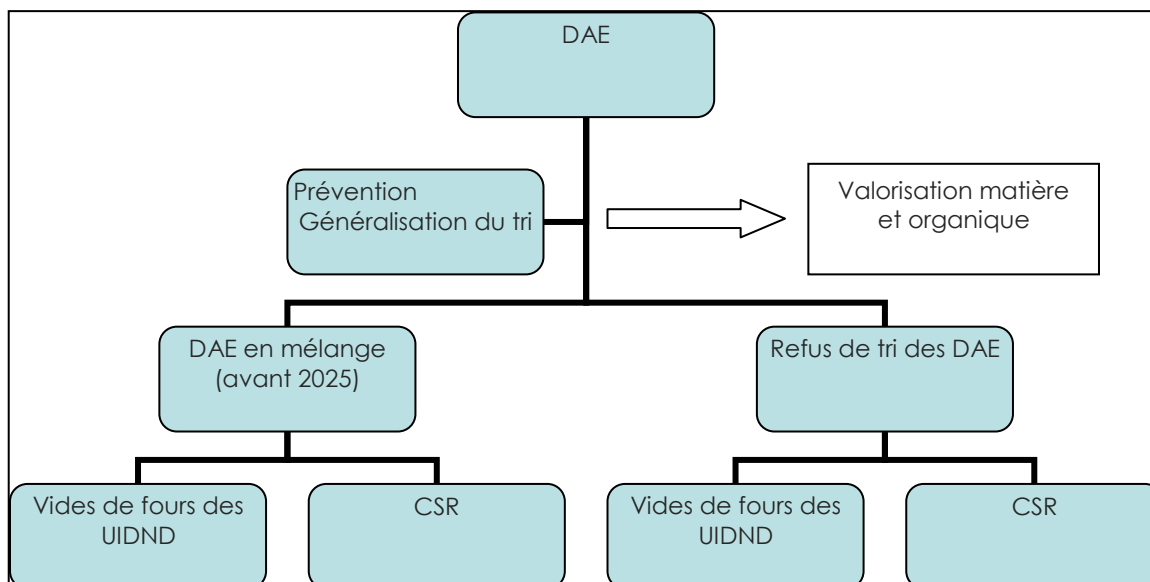 DAE
Prévention
Généralisation du tri
Valorisation matière
et organique
DAE en mélange
(avant 2025)
Refus de tri des DAE
Vides de fours des
UIDND
CSR
Vides de fours des
UIDND
CSR